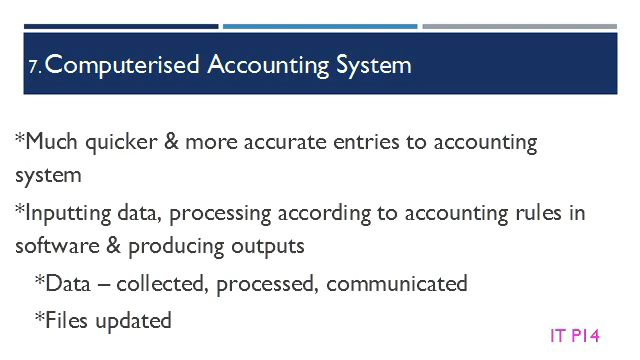 7. Computerised Accounting System
*Much quicker & more accurate entries to accounting
system
*Inputting data, processing according to accounting rules in
software & producing outputs
*Data – collected, processed, communicated
*Files updated
IT P14